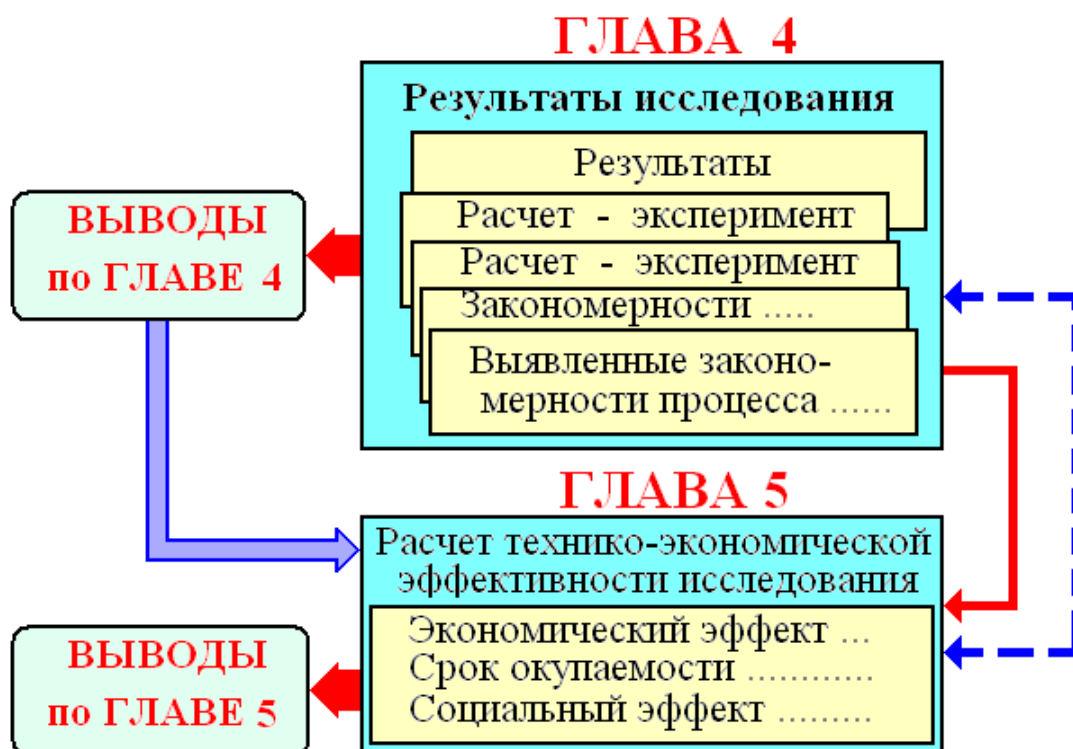 ГЛАВА 4
Результаты исследования
Результаты
Расчет - эксперимент
Расчет - эксперимент
Закономерности .....
Выявленные законо-
мерности процесса ......
ВЫВОДЫ
по ГЛАВЕ 4
ГЛАВА 5
Расчет технико-экономической
эффективности исследования
Экономический эффект ...
Срок окупаемости ............
Социальный эффект .........
ВЫВОДЫ
по ГЛАВЕ 5